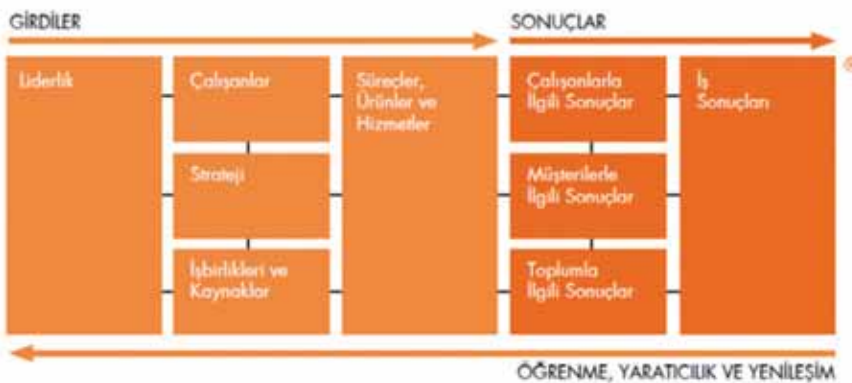 GİRDİLER
SONUÇLAR
Liderlik
Çalışanlar
Strateji
İşbirlikleri ve
Kaynaklar
Süreçler,
Ürünler ve
Hizmetler
Çalışanlarla
İlgili Sonuçlar
Müşterilerle
İlgili Sonuçlar
Toplumla
İlgili Sonuçlar
İş
Sonuçları
®
ÖĞRENME, YARATICILIK VE YENİLEŞİM